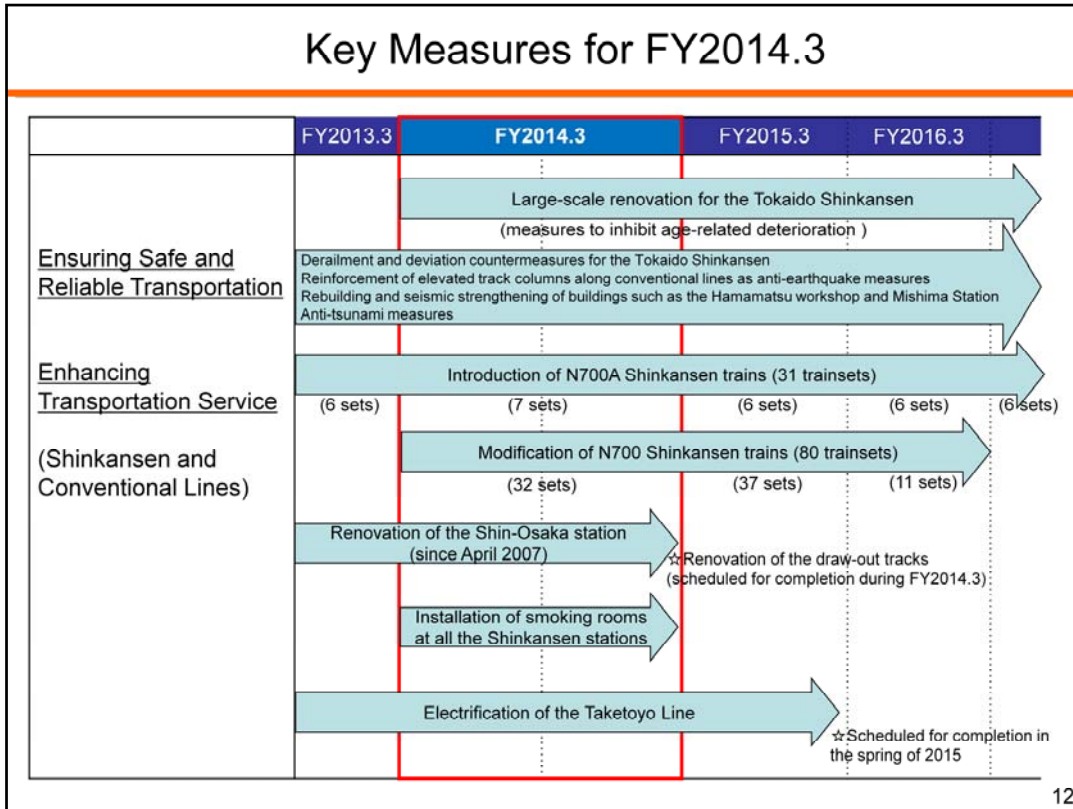 Key Measures for FY2014.3
FY2013.3 FY2014.3 FY2015.3 FY2016.3
Large-scale renovation for the Tokaido Shinkansen
(measures to inhibit age-related deterioration )
Ensuring Safe and
Reliable Transportation
Derailment and deviation countermeasures for the Tokaido Shinkansen
Reinforcement of elevated track columns along conventional lines as anti-earthquake measures
Rebuilding and seismic strengthening of buildings such as the Hamamatsu workshop and Mishima Station
Anti-tsunami measures
Enhancing
Transportation Service
(Shinkansen and
Conventional Lines)
Introduction of N700A Shinkansen trains (31 trainsets)
(6 sets) (7 sets) (6 sets) (6 sets) (6 sets)
Modification of N700 Shinkansen trains (80 trainsets)
(32 sets) (37 sets) (11 sets)
Renovation of the Shin-Osaka station
(since April 2007)
☆Renovation of the draw-out tracks
(scheduled for completion during FY2014.3)
Installation of smoking rooms
at all the Shinkansen stations
Electrification of the Taketoyo Line
☆Scheduled for completion in
the spring of 2015
12